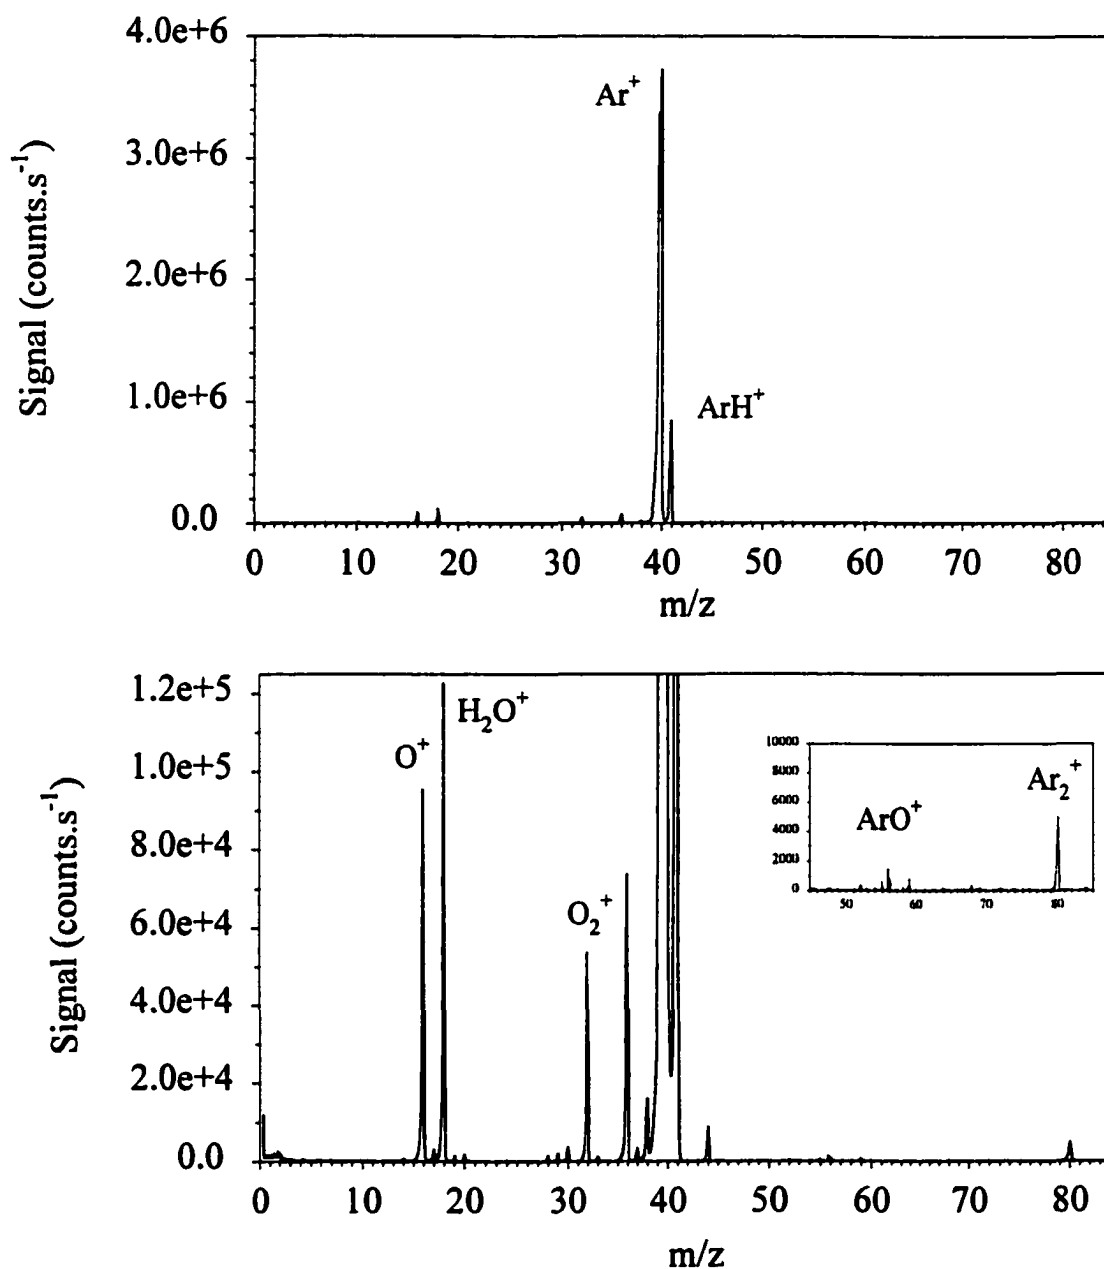 4.0e+6
3.0e+6
2.0e+6
1.0e+6
0.0
Signal (counts.s⁻¹)
Ar⁺
ArH⁺
0 10 20 30 40 50 60 70 80
m/z
1.2e+5
1.0e+5
8.0e+4
6.0e+4
4.0e+4
2.0e+4
0.0
Signal (counts.s⁻¹)
O⁺
H₂O⁺
O₂⁺
10000
8000
6000
4000
2000
0
ArO⁺
Ar₂⁺
50 60 70 80
0 10 20 30 40 50 60 70 80
m/z